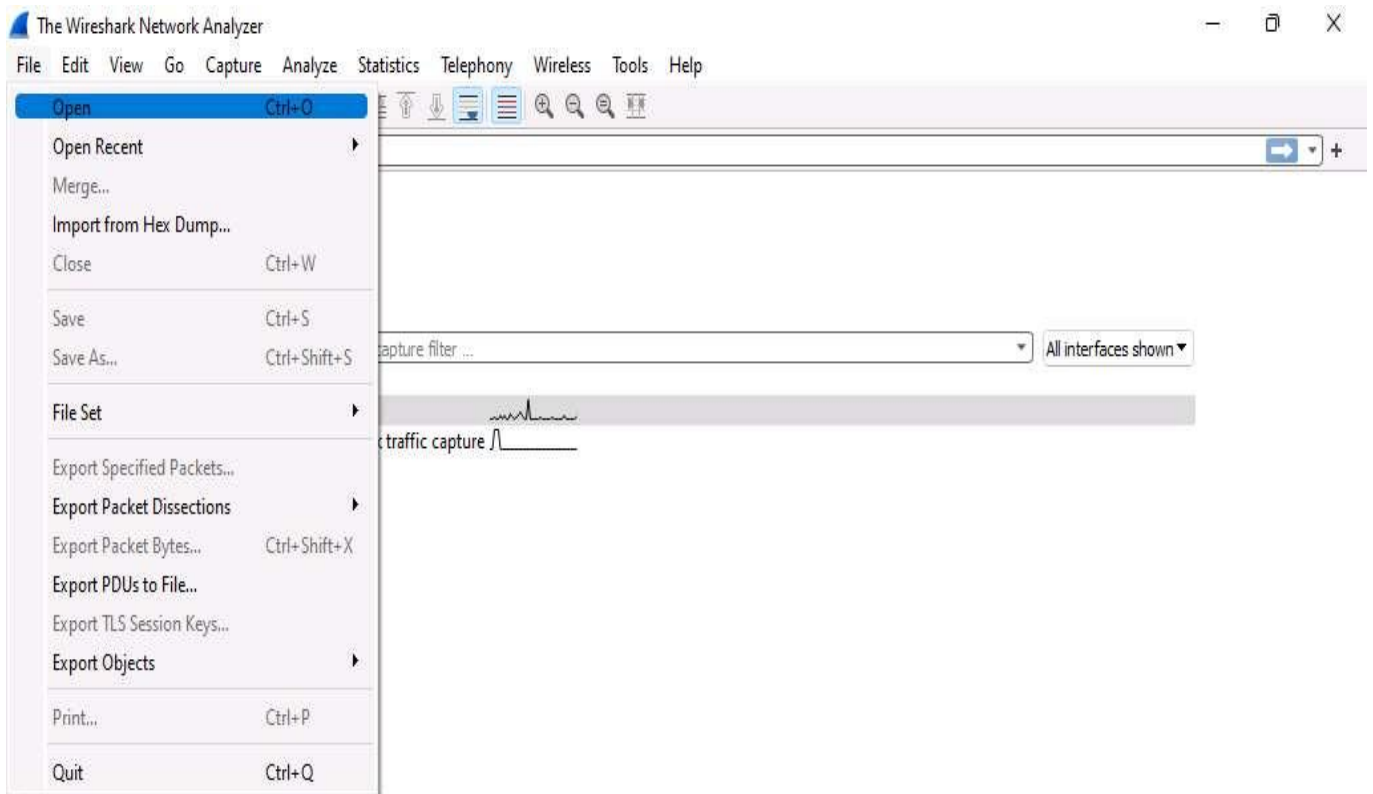 The Wireshark Network Analyzer
File Edit View Go Capture Analyze Statistics Telephony Wireless Tools Help
Open Ctrl+O
Open Recent
Merge...
Import from Hex Dump...
Close Ctrl+W
Save Ctrl+S
Save As... Ctrl+Shift+S
capture filter ... All interfaces shown
File Set
traffic capture
Export Specified Packets...
Export Packet Dissections
Export Packet Bytes... Ctrl+Shift+X
Export PDUs to File...
Export TLS Session Keys...
Export Objects
Print... Ctrl+P
Quit Ctrl+Q